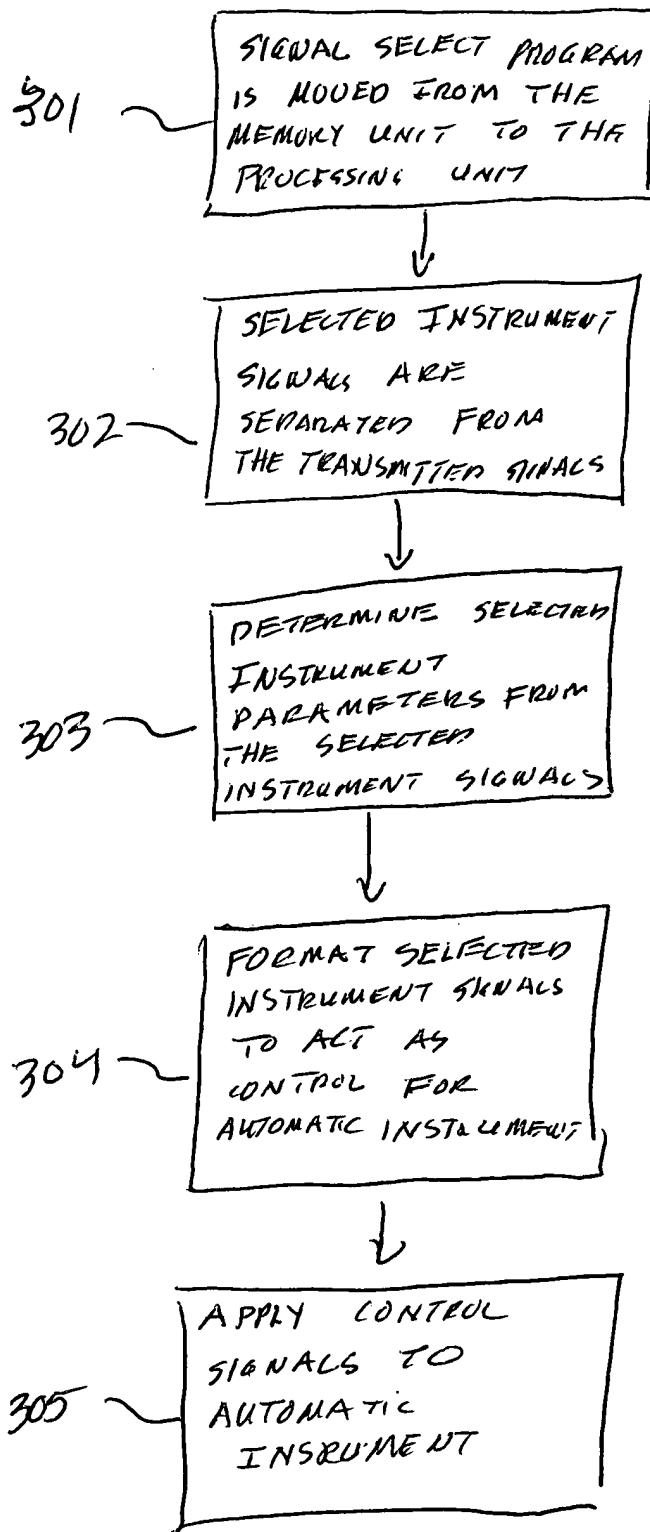 301
SIGNAL SELECT PROGRAM
IS MOVED FROM THE
MEMORY UNIT TO THE
PROCESSING UNIT
302
SELECTED INSTRUMENT
SIGNALS ARE
SEPARATED FROM
THE TRANSMITTED SIGNALS
303
DETERMINE SELECTED
INSTRUMENT
PARAMETERS FROM
THE SELECTED
INSTRUMENT SIGNALS
304
FORMAT SELECTED
INSTRUMENT SIGNALS
TO ACT AS
CONTROL FOR
AUTOMATIC INSTRUMENT
305
APPLY CONTROL
SIGNALS TO
AUTOMATIC
INSRUMENT